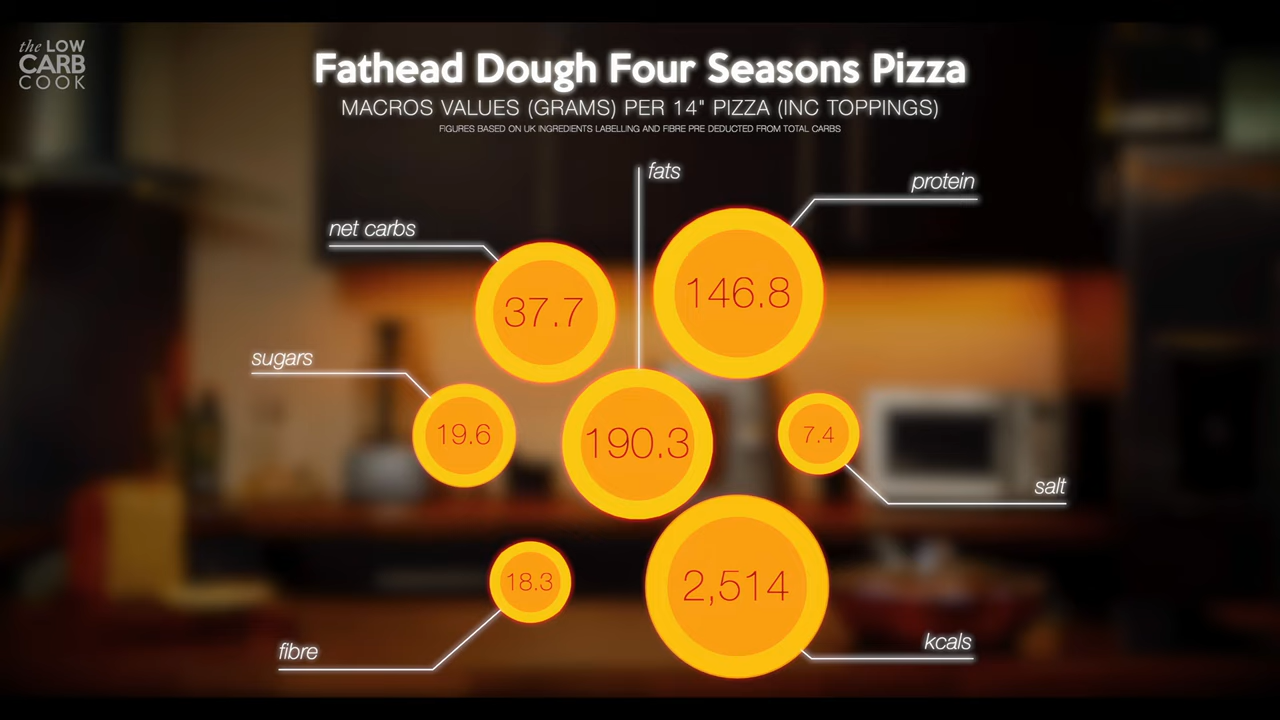 the LOW
CARB
COOK
Fathead Dough Four Seasons Pizza
MACROS VALUES (GRAMS) PER 14" PIZZA (INC TOPPINGS)
FIGURES BASED ON UK INGREDIENTS LABELLING AND FIBRE PRE DEDUCTED FROM TOTAL CARBS
fats
protein
net carbs
146.8
37.7
sugars
19.6
190.3
7.4
salt
18.3
2,514
fibre
kcals